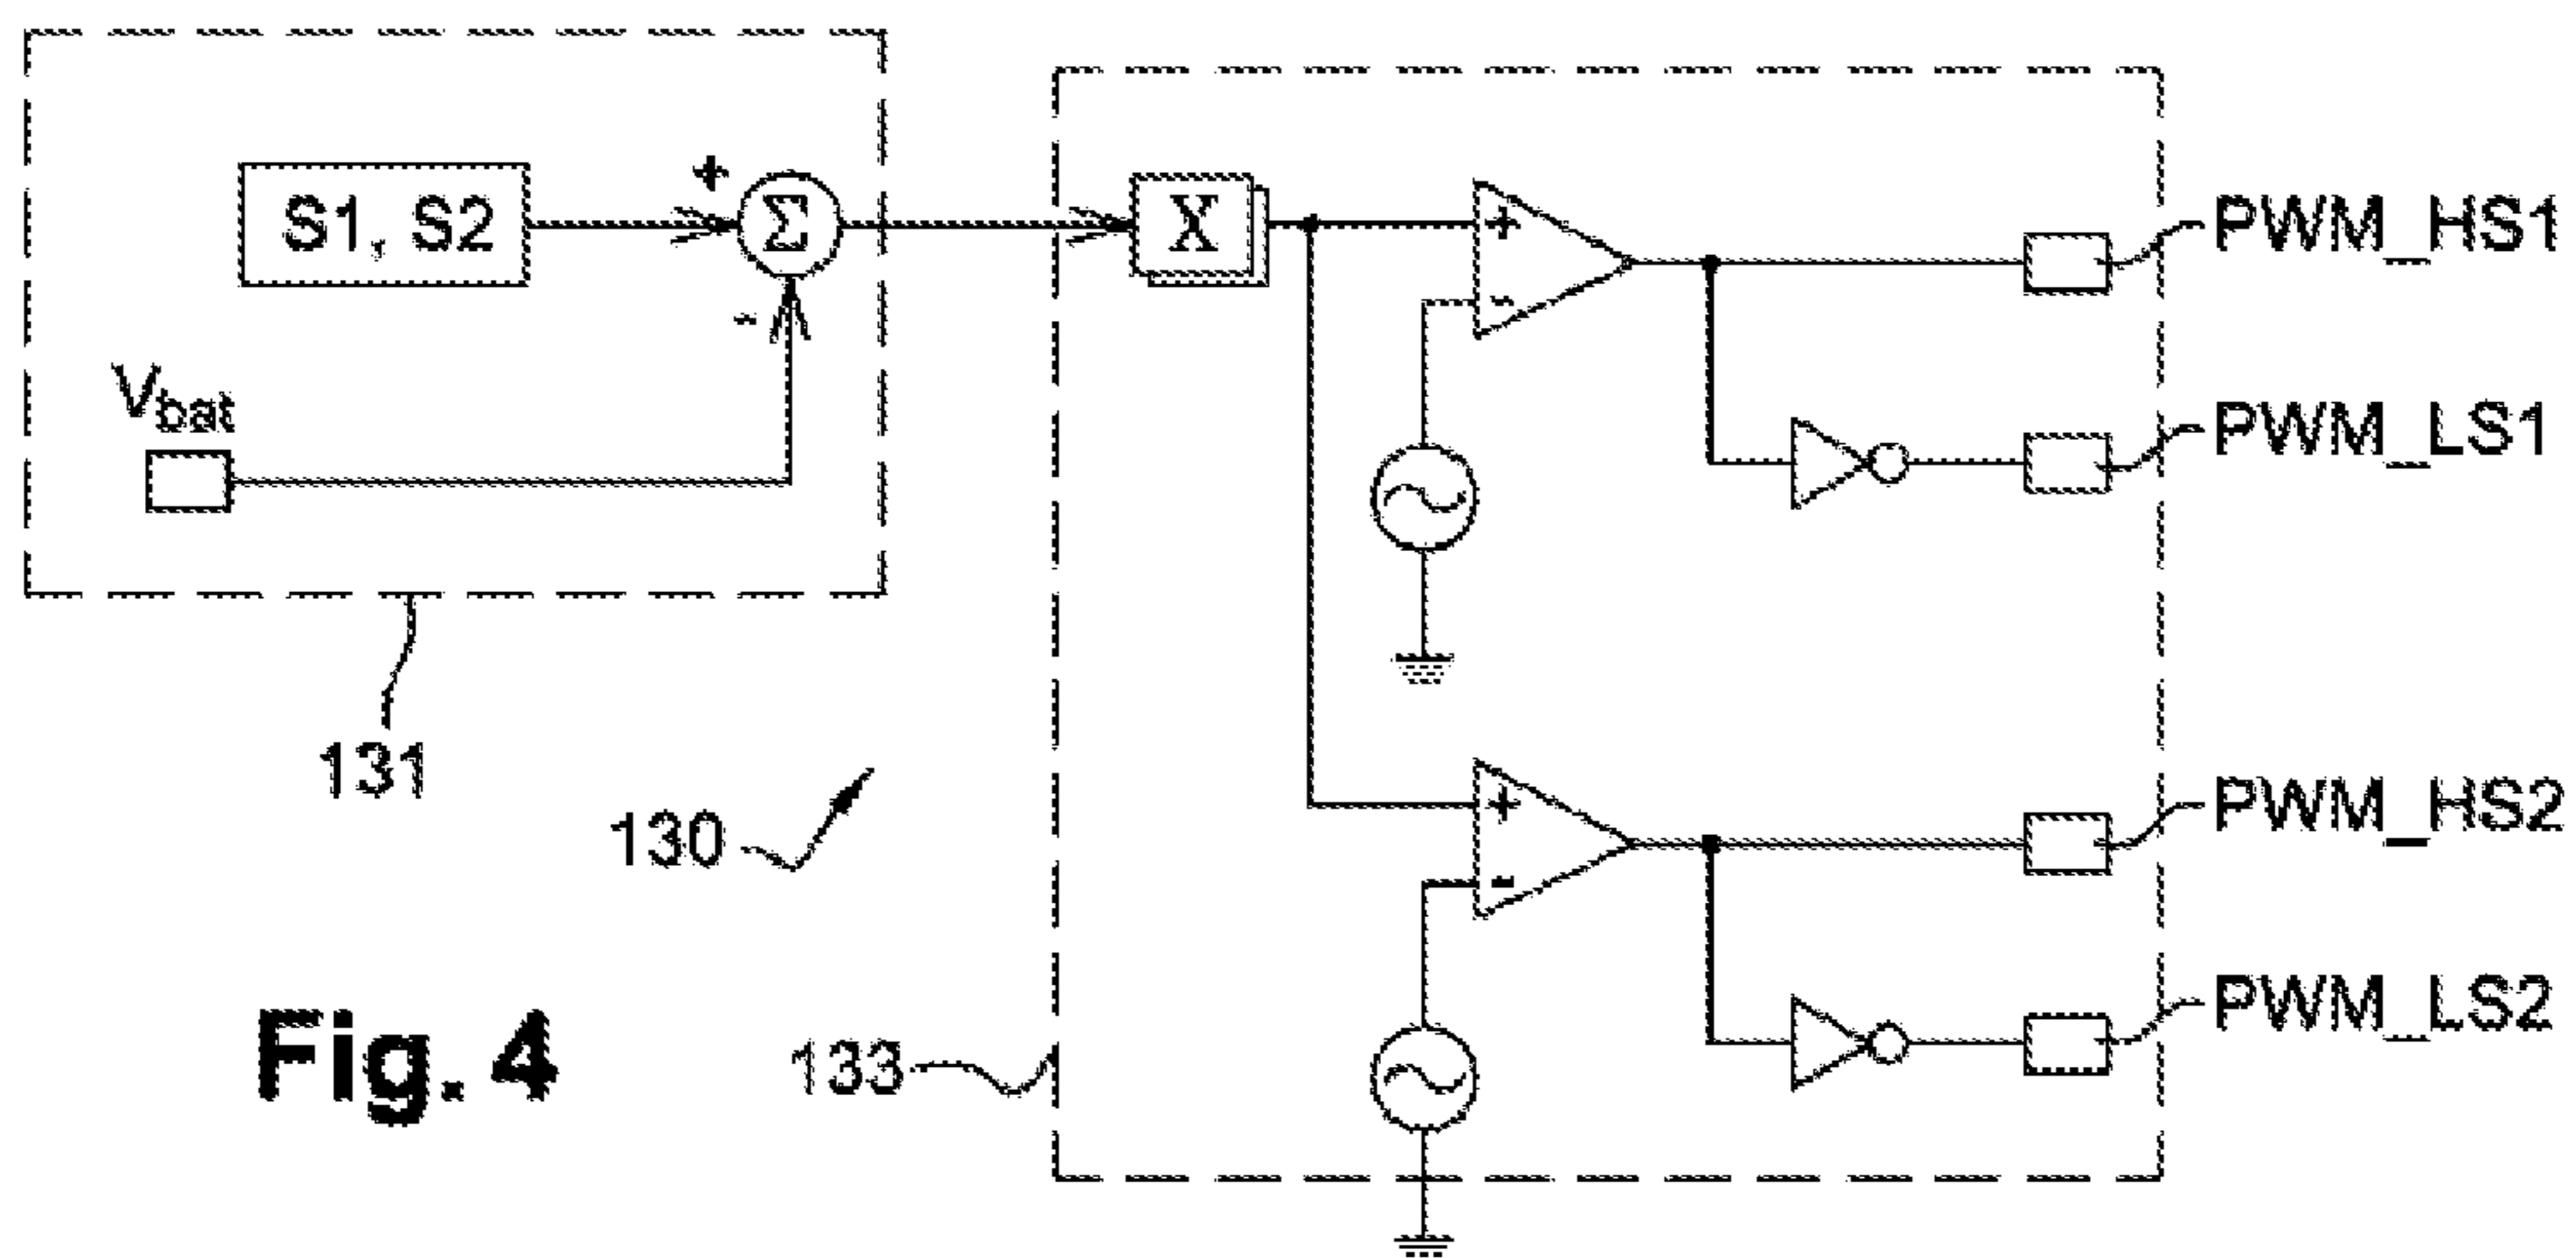 S1, S2
+
Σ
-
Vbat
131
130
X
+
-
PWM_HS1
PWM_LS1
+
-
PWM_HS2
PWM_LS2
133
Fig. 4